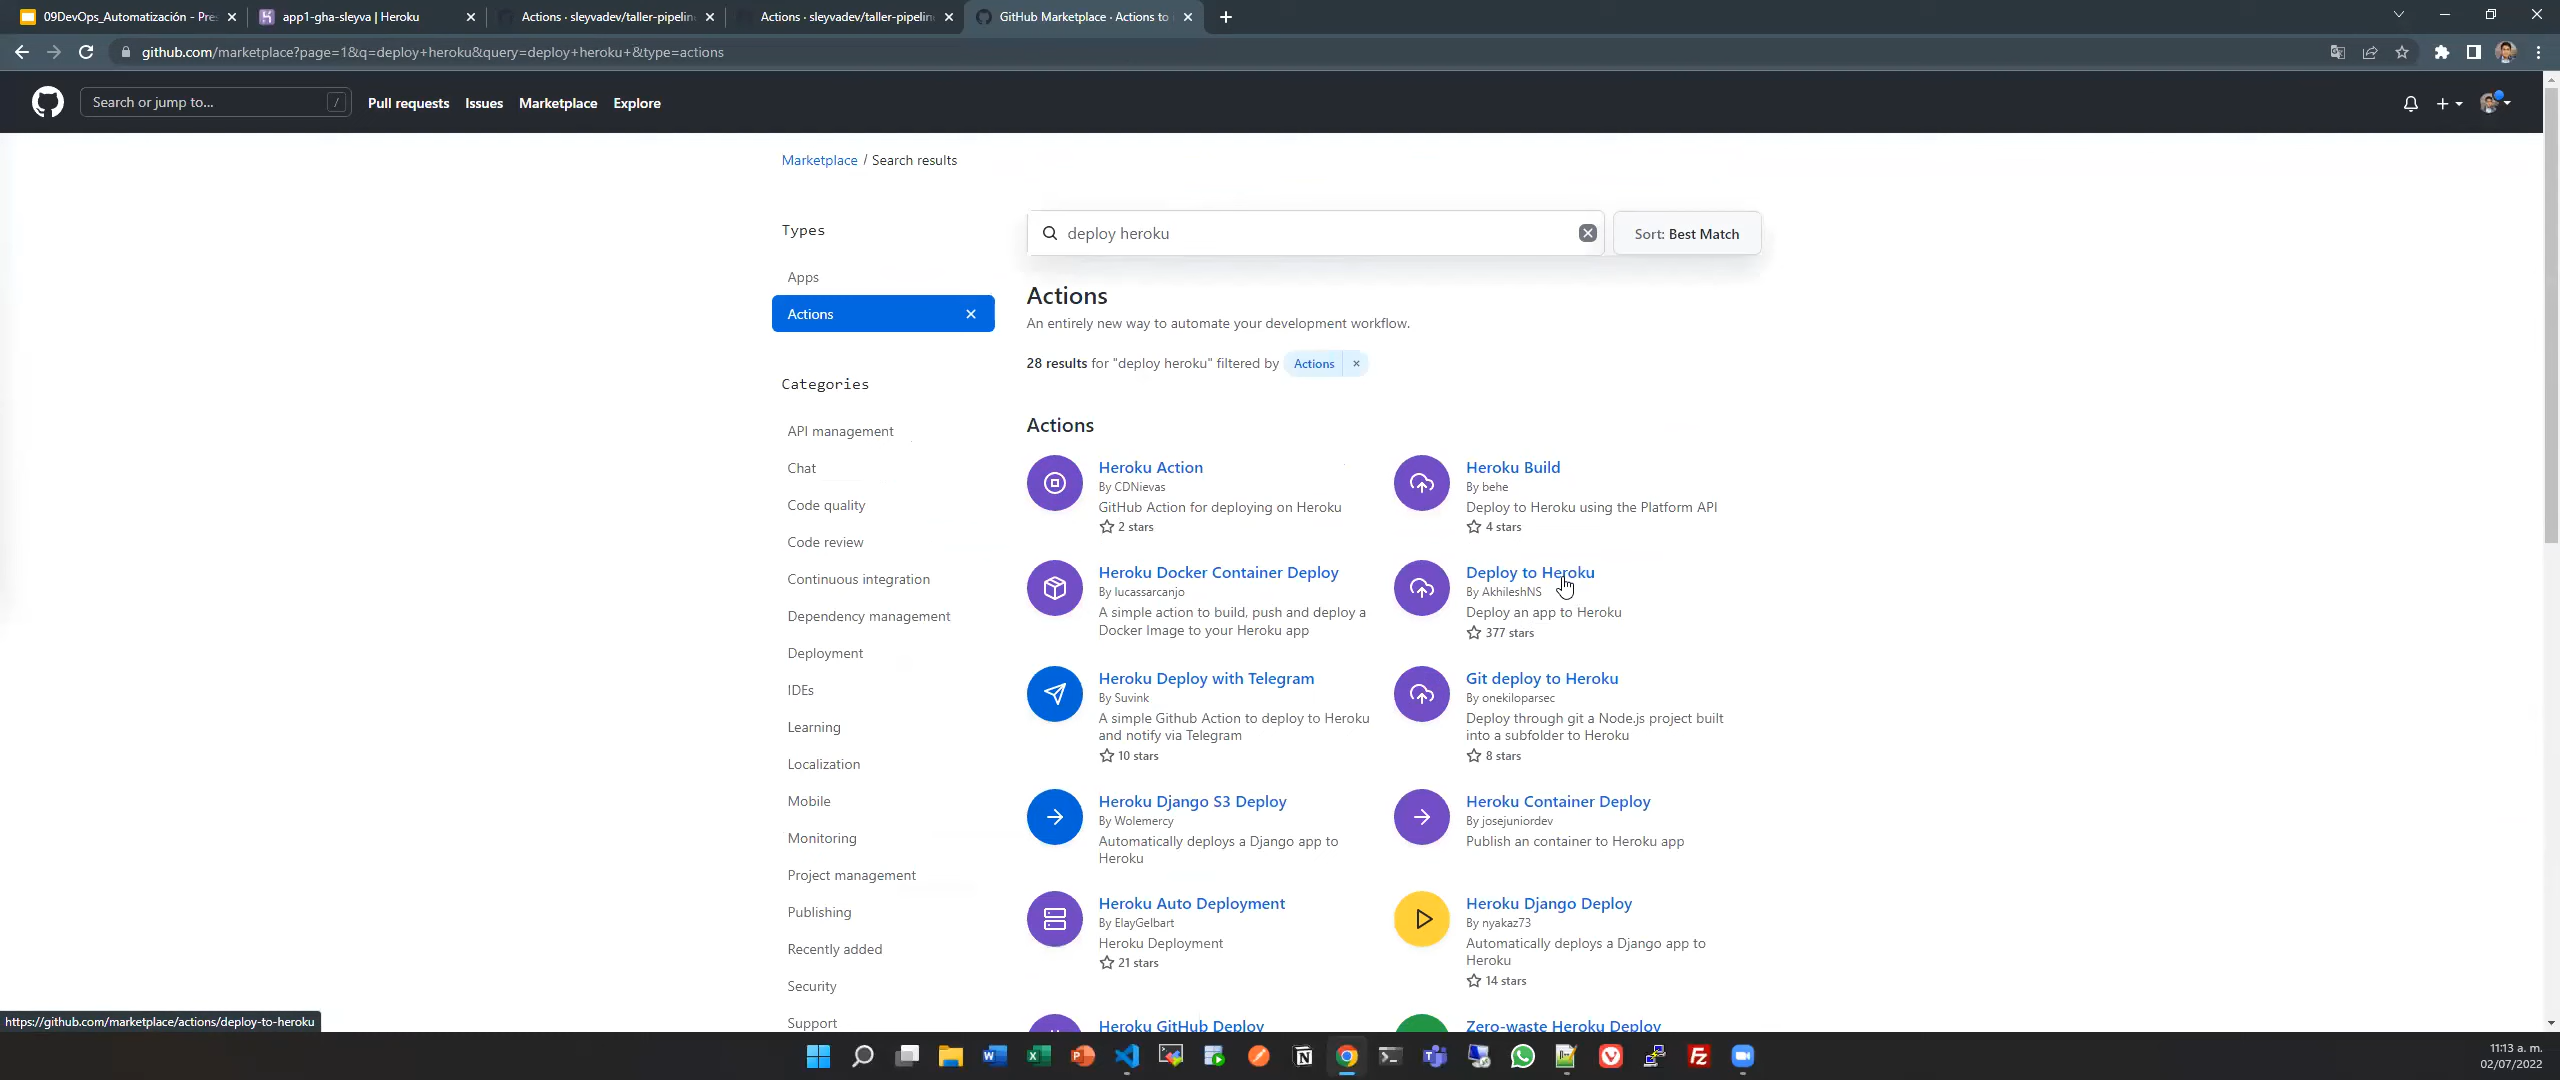 09DevOps_Automatización - Pres
app1-gha-sleyva | Heroku
Actions · sleyvadev/taller-pipelin
Actions · sleyvadev/taller-pipelin
GitHub Marketplace · Actions to i
github.com/marketplace?page=1&q=deploy+heroku&query=deploy+heroku+&type=actions
Search or jump to...
/
Pull requests
Issues
Marketplace
Explore
Marketplace / Search results
Types
Apps
Actions
Categories
API management
Chat
Code quality
Code review
Continuous integration
Dependency management
Deployment
IDEs
Learning
Localization
Mobile
Monitoring
Project management
Publishing
Recently added
Security
Support
deploy heroku
Sort: Best Match
Actions
An entirely new way to automate your development workflow.
28 results for "deploy heroku" filtered by Actions ×
Actions
Heroku Action
By CDNievas
GitHub Action for deploying on Heroku
2 stars
Heroku Build
By behe
Deploy to Heroku using the Platform API
4 stars
Heroku Docker Container Deploy
By lucassarcanjo
A simple action to build, push and deploy a
Docker Image to your Heroku app
Deploy to Heroku
By AkhileshNS
Deploy an app to Heroku
377 stars
Heroku Deploy with Telegram
By Suvink
A simple Github Action to deploy to Heroku
and notify via Telegram
10 stars
Git deploy to Heroku
By onekiloparsec
Deploy through git a Node.js project built
into a subfolder to Heroku
8 stars
Heroku Django S3 Deploy
By Wolemercy
Automatically deploys a Django app to
Heroku
Heroku Container Deploy
By josejuniordev
Publish an container to Heroku app
Heroku Auto Deployment
By ElayGelbart
Heroku Deployment
21 stars
Heroku Django Deploy
By nyakaz73
Automatically deploys a Django app to
Heroku
14 stars
Heroku GitHub Deploy
Zero-waste Heroku Deploy
https://github.com/marketplace/actions/deploy-to-heroku
11:13 a. m.
02/07/2022